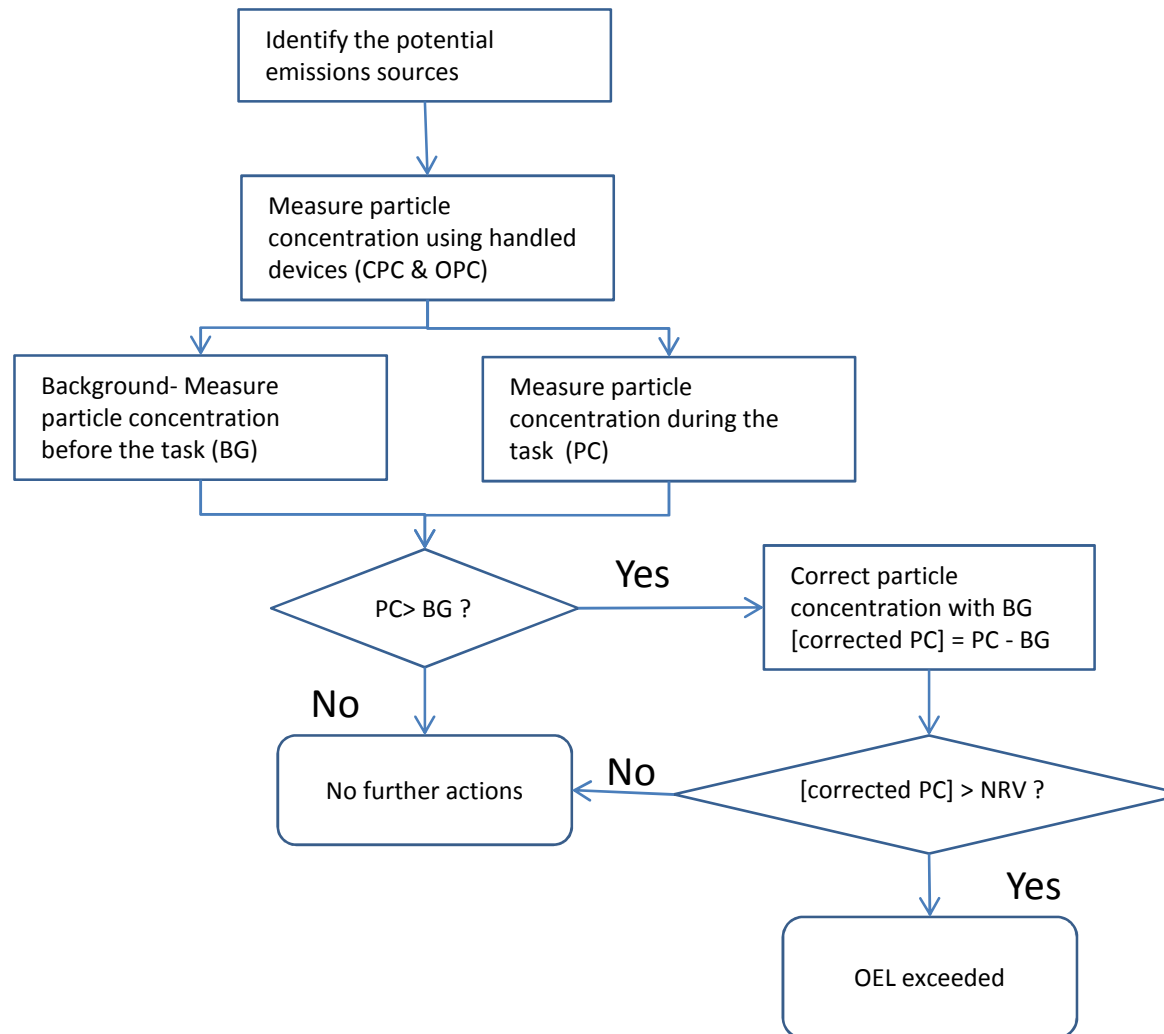 Identify the potential
emissions sources
Measure particle
concentration using handled
devices (CPC & OPC)
Background- Measure
particle concentration
before the task (BG)
Measure particle
concentration during the
task  (PC)
PC> BG ?
Yes
Correct particle
concentration with BG
[corrected PC] = PC - BG
No
No further actions
No
[corrected PC] > NRV ?
Yes
OEL exceeded